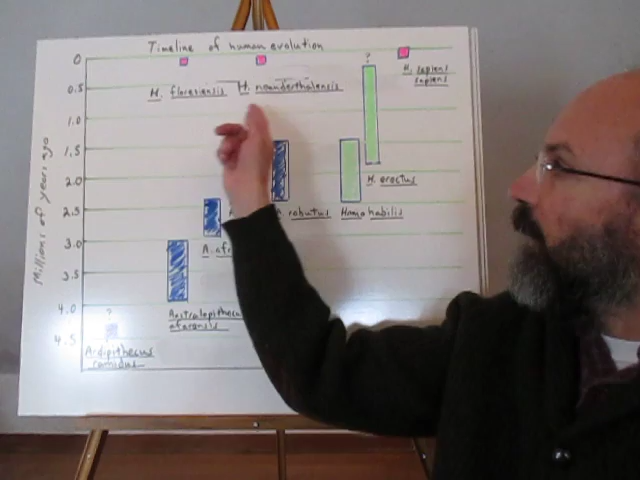 Timeline of human evolution
0
?
H. floresiensis
H. neanderthalensis
H. sapiens
sapiens
0.5
1.0
1.5
2.0
2.5
3.0
3.5
4.0
4.5
Millions of years ago
H. erectus
robustus
Homo habilis
A. afr
Australopithecu
afarensis
?
Ardipithecus
ramidus